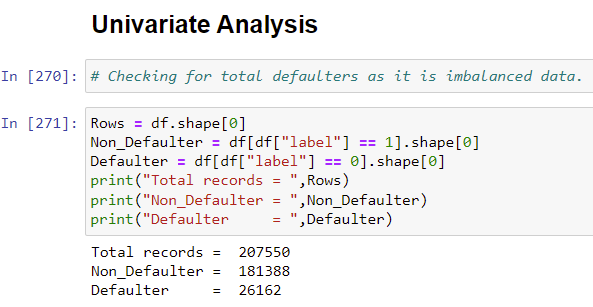 Univariate Analysis
In [270]: # Checking for total defaulters as it is imbalanced data.
In [271]: Rows = df.shape[0]
Non_Defaulter = df[df["label"] == 1].shape[0]
Defaulter = df[df["label"] == 0].shape[0]
print("Total records = ",Rows)
print("Non_Defaulter = ",Non_Defaulter)
print("Defaulter     = ",Defaulter)
Total records =  207550
Non_Defaulter =  181388
Defaulter     =  26162